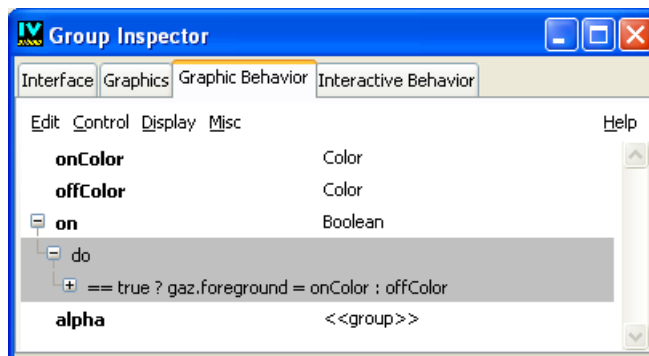 Group Inspector
Interface Graphics Graphic Behavior Interactive Behavior
Edit Control Display Misc Help
onColor Color
offColor Color
on Boolean
do
== true ? gaz.foreground = onColor : offColor
alpha <<group>>